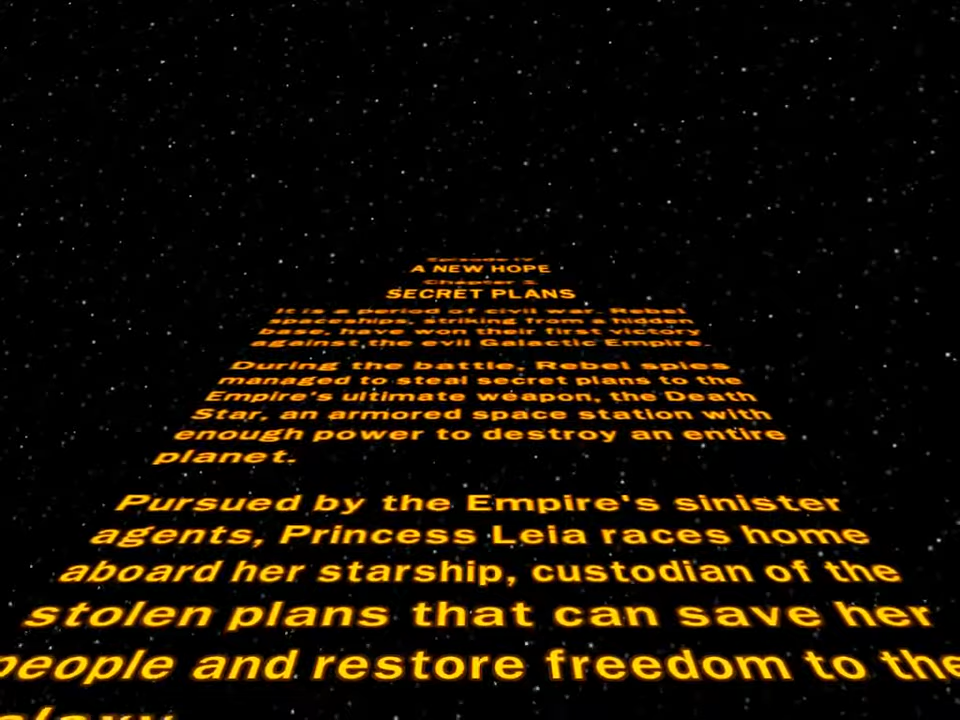 Episode IV
A NEW HOPE
Chapter 1
SECRET PLANS
It is a period of civil war. Rebel
spaceships, striking from a hidden
base, have won their first victory
against the evil Galactic Empire.
During the battle, Rebel spies
managed to steal secret plans to the
Empire's ultimate weapon, the Death
Star, an armored space station with
enough power to destroy an entire
planet.
Pursued by the Empire's sinister
agents, Princess Leia races home
aboard her starship, custodian of the
stolen plans that can save her
people and restore freedom to the